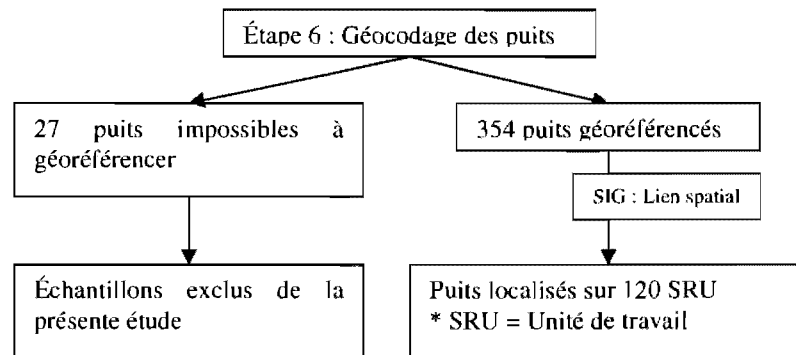 Étape 6 : Géocodage des puits
27 puits impossibles à
géoréférencer
354 puits géoréférencés
SIG : Lien spatial
Échantillons exclus de la
présente étude
Puits localisés sur 120 SRU
* SRU = Unité de travail